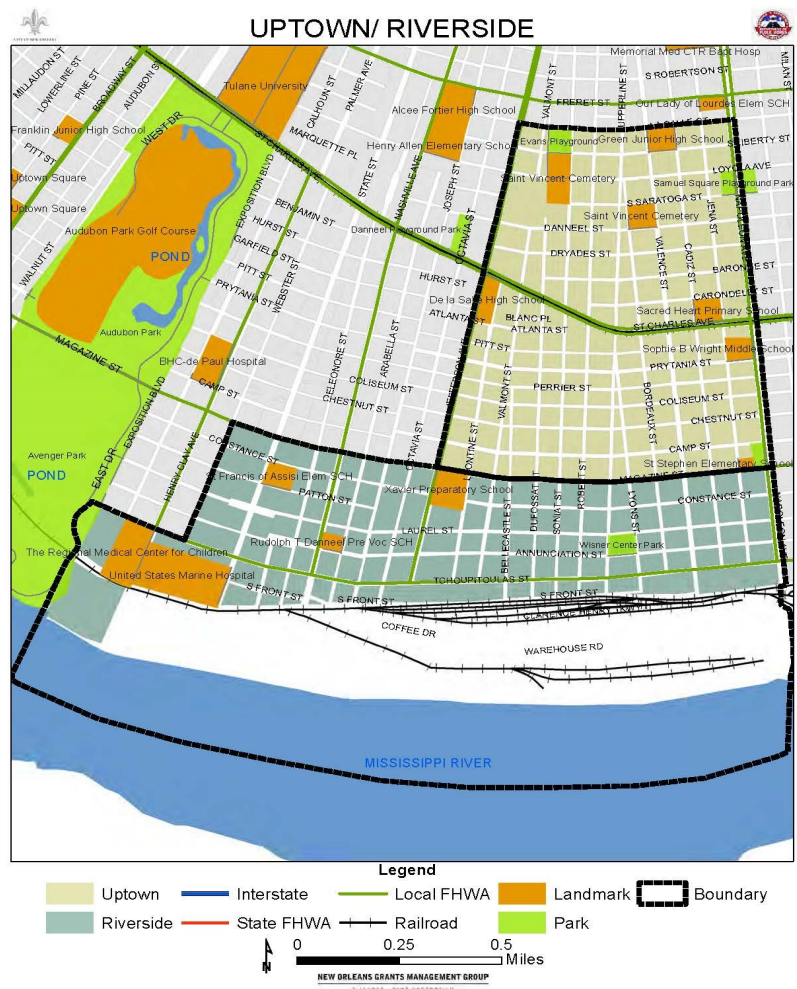 UPTOWN/ RIVERSIDE
Memorial Med CTR Bapt Hosp
MILLAUDON ST
LOWERLINE ST
PINE ST
BROADWAY ST
AUDUBON ST
WEST DR
Tulane University
CALHOUN ST
PALMER AVE
VALMONT ST
UPPERLINE ST
S ROBERTSON ST
MILAN ST
FRERET ST
Our Lady of Lourdes Elem SCH
Alcee Fortier High School
Franklin Junior High School
PITT ST
ST CHARLES AVE
MARQUETTE PL
Henry Allen Elementary School
Evans Playground
Green Junior High School
S LIBERTY ST
Uptown Square
EXPOSITION BLVD
STATE ST
NASHVILLE AVE
JOSEPH ST
Saint Vincent Cemetery
LOYOLA AVE
Samuel Square Playground Park
Uptown Square
BENJAMIN ST
S SARATOGA ST
JENA ST
Saint Vincent Cemetery
Audubon Park Golf Course
HURST ST
Danneel Playground Park
OCTAVIA ST
DANNEEL ST
WALNUT ST
POND
GARFIELD ST
DRYADES ST
VALENCE ST
CADIZ ST
PITT ST
WEBSTER ST
BARONNE ST
PRYTANIA ST
HURST ST
CARONDELET ST
De la Salle High School
Sacred Heart Primary School
ATLANTA ST
BLANC PL
ATLANTA ST
ST CHARLES AVE
Audubon Park
MAGAZINE ST
PITT ST
Sophie B Wright Middle School
BHC-de Paul Hospital
ELEONORE ST
ARABELLA ST
PRYTANIA ST
COLISEUM ST
PERRIER ST
CAMP ST
CHESTNUT ST
VALMONT ST
BORDEAUX ST
COLISEUM ST
CHESTNUT ST
EXPOSITION BLVD
CONSTANCE ST
OCTAVIA ST
LEONTINE ST
CAMP ST
Avenger Park
POND
EAST DR
HENRY CLAY AVE
St Francis of Assisi Elem SCH
St Stephen Elementary School
MAGAZINE ST
PATTON ST
Xavier Preparatory School
BELLECASTLE ST
DUFOSSAT ST
SONIAT ST
ROBERT ST
LYONS ST
CONSTANCE ST
LAUREL ST
The Regional Medical Center for Children
Rudolph T Danneel Pre Voc SCH
ANNUNCIATION ST
Wisner Center Park
United States Marine Hospital
TCHOUPITOULAS ST
S FRONT ST
S FRONT ST
S FRONT ST
COFFEE DR
WAREHOUSE RD
MISSISSIPPI RIVER
Legend
Uptown
Interstate
Local FHWA
Landmark
Boundary
Riverside
State FHWA
Railroad
Park
N
0 0.25 0.5
Miles
NEW ORLEANS GRANTS MANAGEMENT GROUP